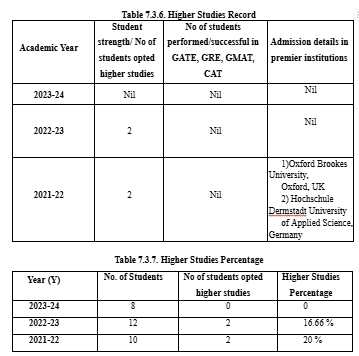 Table 7.3.6. Higher Studies Record
Academic Year
Student
strength/ No of
students opted
higher studies
No of students
performed/successful in
GATE, GRE, GMAT,
CAT
Admission details in
premier institutions
2023-24 Nil Nil Nil
2022-23 2 Nil Nil
2021-22 2 Nil
1)Oxford Brookes
University,
Oxford, UK
2) Hochschule
Dermstadt University
of Applied Science,
Germany
Table 7.3.7. Higher Studies Percentage
Year (Y)
No. of Students
No of students opted
higher studies
Higher Studies
Percentage
2023-24 8 0 0
2022-23 12 2 16.66 %
2021-22 10 2 20 %